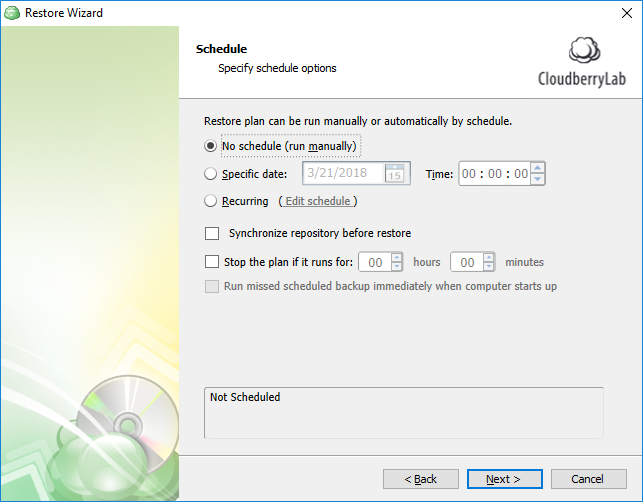 Restore Wizard
Schedule
Specify schedule options
CloudberryLab
Restore plan can be run manually or automatically by schedule.
No schedule (run manually)
Specific date: 3/21/2018 15 Time: 00 : 00 : 00
Recurring ( Edit schedule )
Synchronize repository before restore
Stop the plan if it runs for: 00 hours 00 minutes
Run missed scheduled backup immediately when computer starts up
Not Scheduled
< Back Next > Cancel